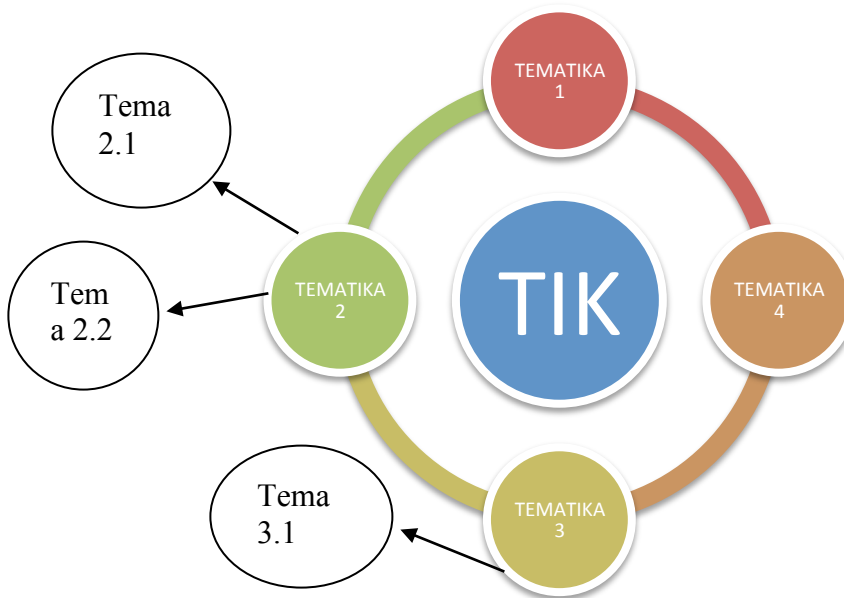 TEMATIKA
1
Tema
2.1
TEMATIKA
2
TIK
TEMATIKA
4
Tem
a 2.2
Tema
3.1
TEMATIKA
3